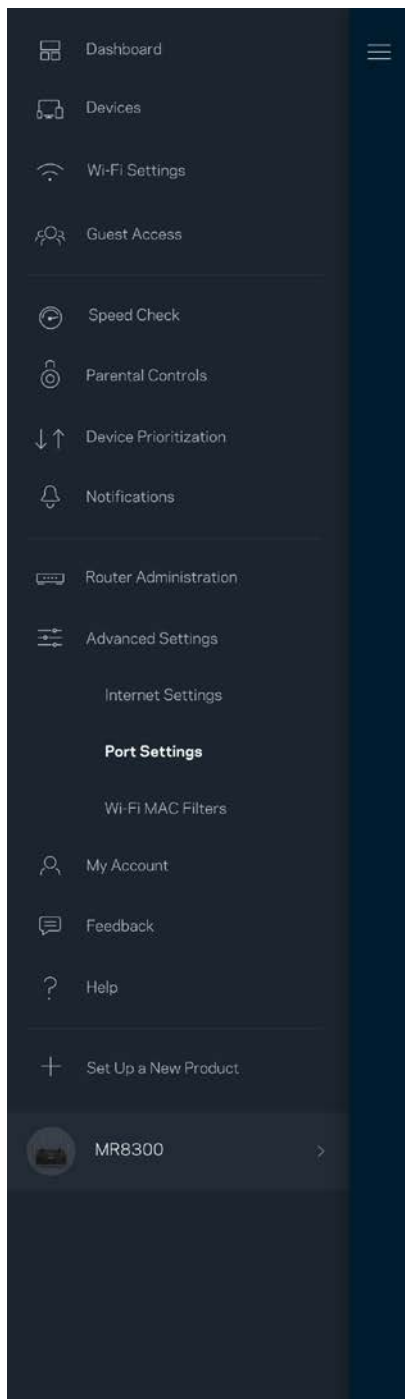 Dashboard
Devices
Wi-Fi Settings
Guest Access
Speed Check
Parental Controls
Device Prioritization
Notifications
Router Administration
Advanced Settings
Internet Settings
Port Settings
Wi-Fi MAC Filters
My Account
Feedback
Help
Set Up a New Product
MR8300